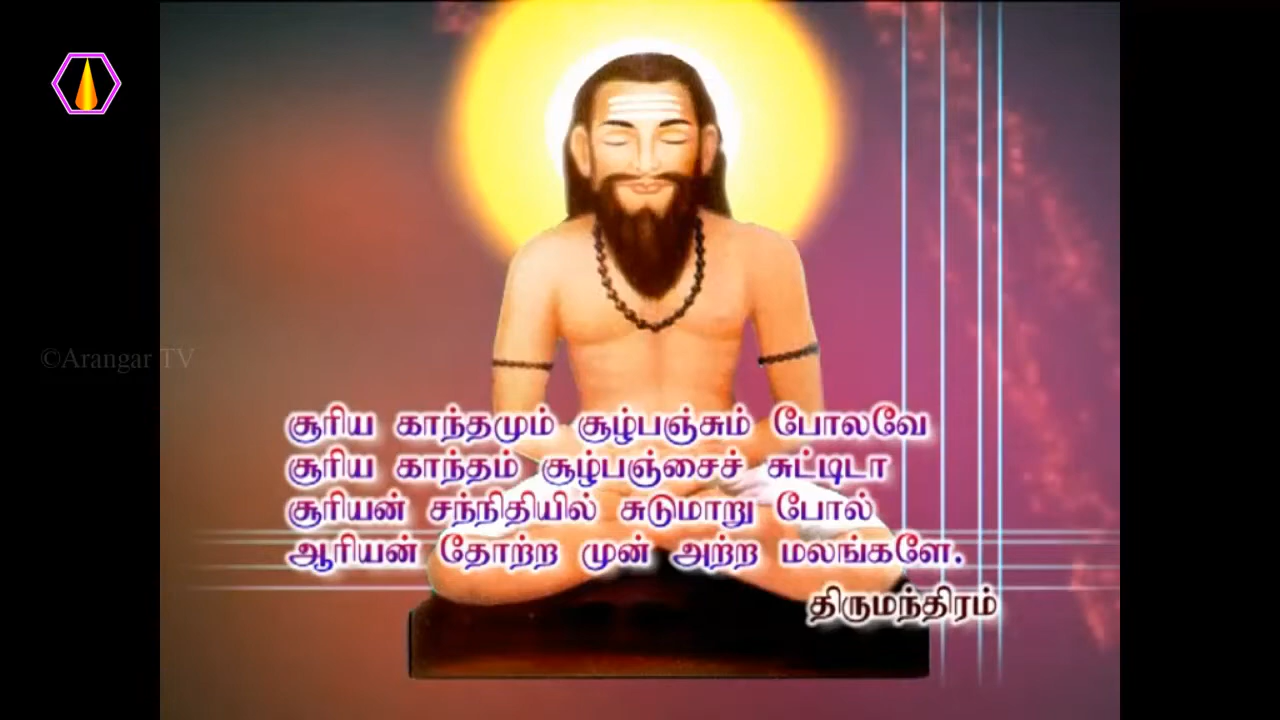 ©Arangar TV
சூரிய காந்தமும் சூழ்பஞ்சும் போலவே
சூரிய காந்தம் சூழ்பஞ்சைச் சுட்டிடா
சூரியன் சந்நிதியில் சுடுமாறு போல்
ஆரியன் தோற்ற முன் அற்ற மலங்களே.
திருமந்திரம்